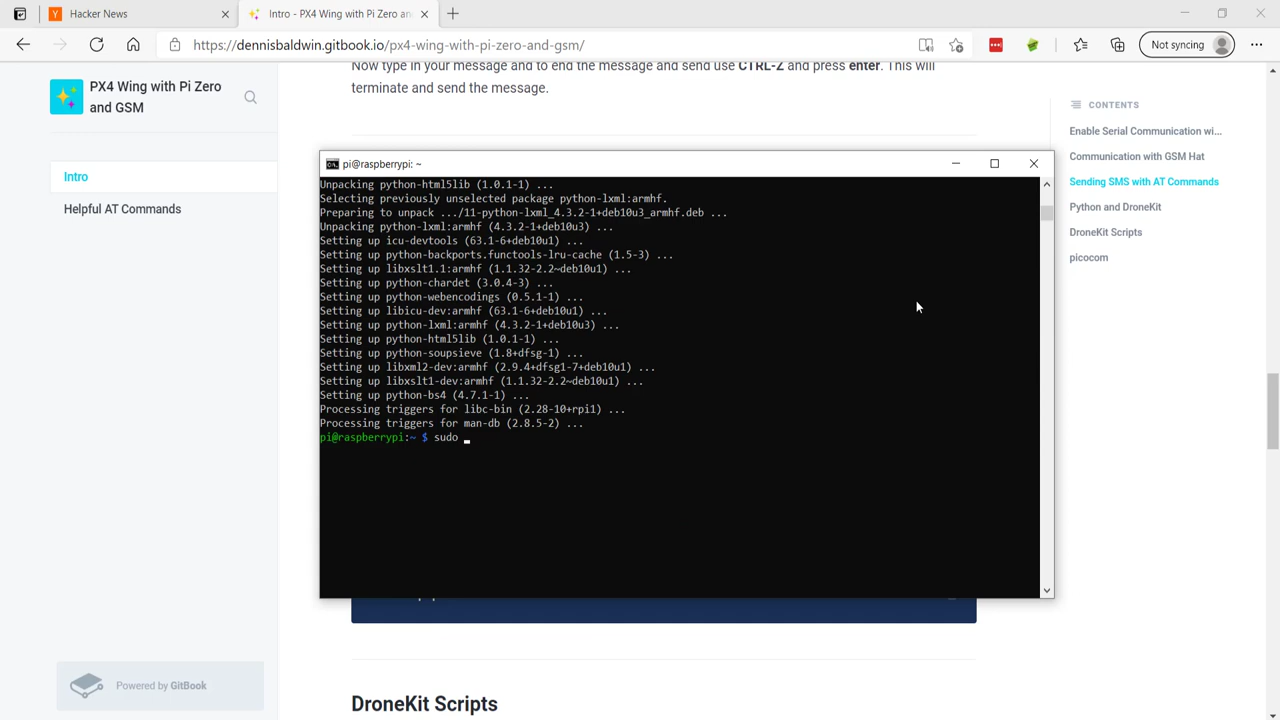 Hacker News
Intro - PX4 Wing with Pi Zero an
https://dennisbaldwin.gitbook.io/px4-wing-with-pi-zero-and-gsm/
Not syncing
PX4 Wing with Pi Zero
and GSM
Intro
Helpful AT Commands
Powered by GitBook
Now type in your message and to end the message and send use CTRL-Z and press enter. This will
terminate and send the message.
pi@raspberrypi: ~
Unpacking python-html5lib (1.0.1-1) ...
Selecting previously unselected package python-lxml:armhf.
Preparing to unpack .../11-python-lxml_4.3.2-1+deb10u3_armhf.deb ...
Unpacking python-lxml:armhf (4.3.2-1+deb10u3) ...
Setting up icu-devtools (63.1-6+deb10u1) ...
Setting up python-backports.functools-lru-cache (1.5-3) ...
Setting up libxslt1.1:armhf (1.1.32-2.2~deb10u1) ...
Setting up python-chardet (3.0.4-3) ...
Setting up python-webencodings (0.5.1-1) ...
Setting up libicu-dev:armhf (63.1-6+deb10u1) ...
Setting up python-lxml:armhf (4.3.2-1+deb10u3) ...
Setting up python-html5lib (1.0.1-1) ...
Setting up python-soupsieve (1.8+dfsg-1) ...
Setting up libxml2-dev:armhf (2.9.4+dfsg1-7+deb10u1) ...
Setting up libxslt1-dev:armhf (1.1.32-2.2~deb10u1) ...
Setting up python-bs4 (4.7.1-1) ...
Processing triggers for libc-bin (2.28-10+rpi1) ...
Processing triggers for man-db (2.8.5-2) ...
pi@raspberrypi:~ $ sudo _
DroneKit Scripts
CONTENTS
Enable Serial Communication wi...
Communication with GSM Hat
Sending SMS with AT Commands
Python and DroneKit
DroneKit Scripts
picocom